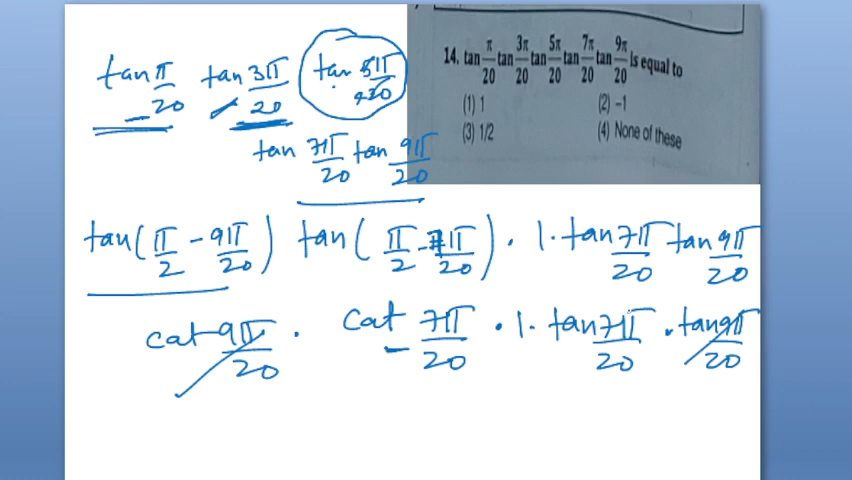 14. tan π/20 tan 3π/20 tan 5π/20 tan 7π/20 tan 9π/20 is equal to
(1) 1 (2) -1
(3) 1/2 (4) None of these
tan π/20 tan 3π/20 tan 5π/20
tan 7π/20 tan 9π/20
tan(π/2 - 9π/20) tan(π/2 - 7π/20) · 1 · tan 7π/20 tan 9π/20
cat 9π/20 · cat 7π/20 · 1 · tan 7π/20 · tan 9π/20